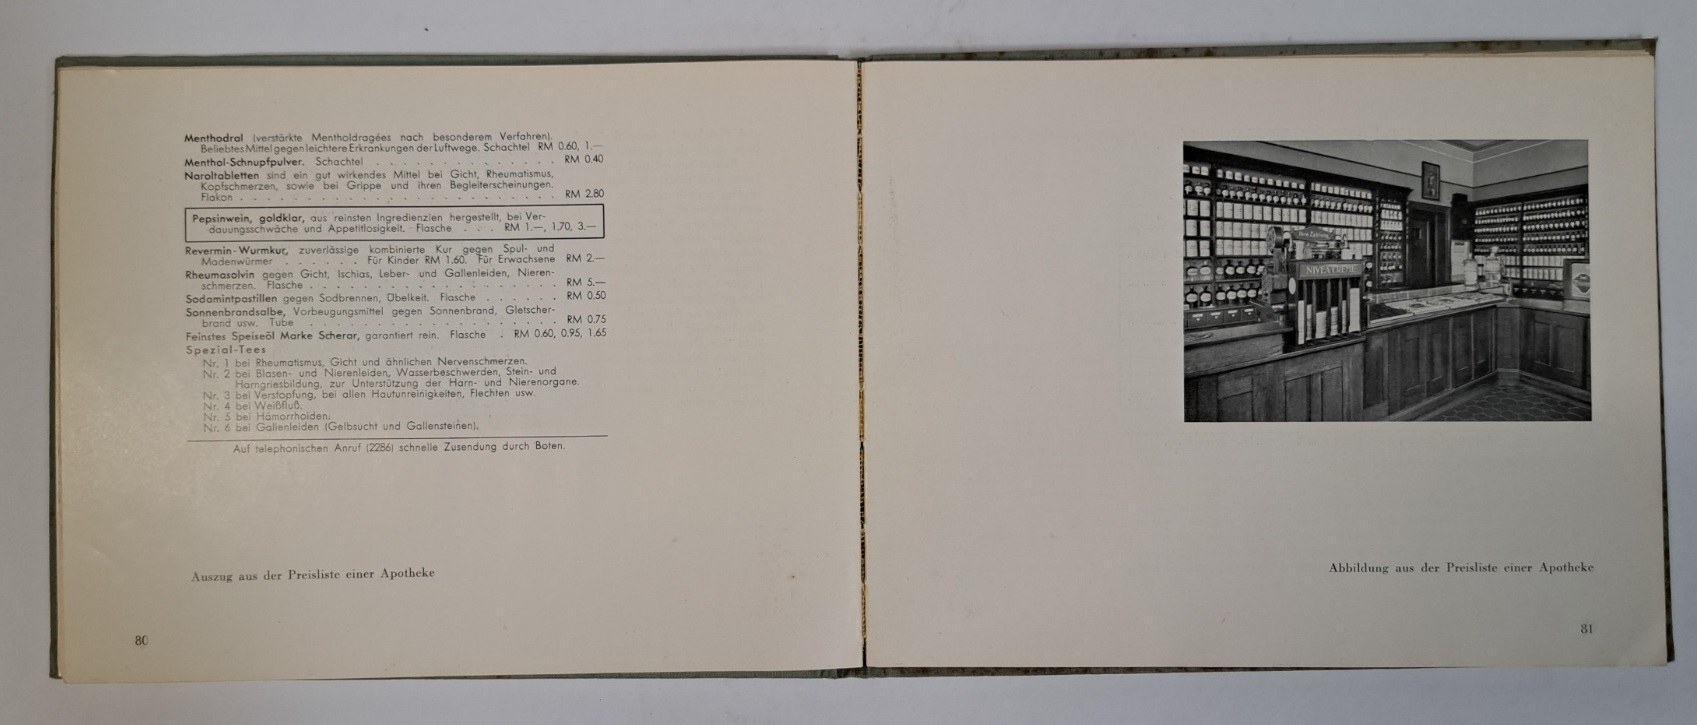 Menthodral (verstärkte Mentholdragées nach besonderem Verfahren).
Beliebtes Mittel gegen leichtere Erkrankungen der Luftwege. Schachtel RM 0.60, 1.—
Menthol-Schnupfpulver. Schachtel . . . . . . . . . . . RM 0.40
Naroltabletten sind ein gut wirkendes Mittel bei Gicht, Rheumatismus,
Kopfschmerzen, sowie bei Grippe und ihren Begleiterscheinungen.
Flakon . . . . . . . . . . . . . . . . . . . RM 2.80
Pepsinwein, goldklar, aus reinsten Ingredienzien hergestellt, bei Ver-
dauungsschwäche und Appetitlosigkeit. Flasche . . . RM 1.—, 1.70, 3.—
Revermin-Wurmkur, zuverlässige kombinierte Kur gegen Spul- und
Madenwürmer . . . . . . Für Kinder RM 1.60. Für Erwachsene RM 2.—
Rheumasolvin gegen Gicht, Ischias, Leber- und Gallenleiden, Nieren-
schmerzen. Flasche . . . . . . . . . . . . . . . RM 5.—
Sodamintpastillen gegen Sodbrennen, Übelkeit. Flasche . . . . . . RM 0.50
Sonnenbrandsalbe, Vorbeugungsmittel gegen Sonnenbrand, Gletscher-
brand usw. Tube . . . . . . . . . . . . . . . RM 0.75
Feinstes Speiseöl Marke Scherar, garantiert rein. Flasche . RM 0.60, 0.95, 1.65
Spezial-Tees
Nr. 1 bei Rheumatismus, Gicht und ähnlichen Nervenschmerzen.
Nr. 2 bei Blasen- und Nierenleiden, Wasserbeschwerden, Stein- und
Harngriesbildung, zur Unterstützung der Harn- und Nierenorgane.
Nr. 3 bei Verstopfung, bei allen Hautunreinigkeiten, Flechten usw.
Nr. 4 bei Weißfluß.
Nr. 5 bei Hämorrhoiden.
Nr. 6 bei Gallenleiden (Gelbsucht und Gallensteinen).
Auf telephonischen Anruf (2286) schnelle Zusendung durch Boten.
Auszug aus der Preisliste einer Apotheke
80
NIVEA CREME
Abbildung aus der Preisliste einer Apotheke
81